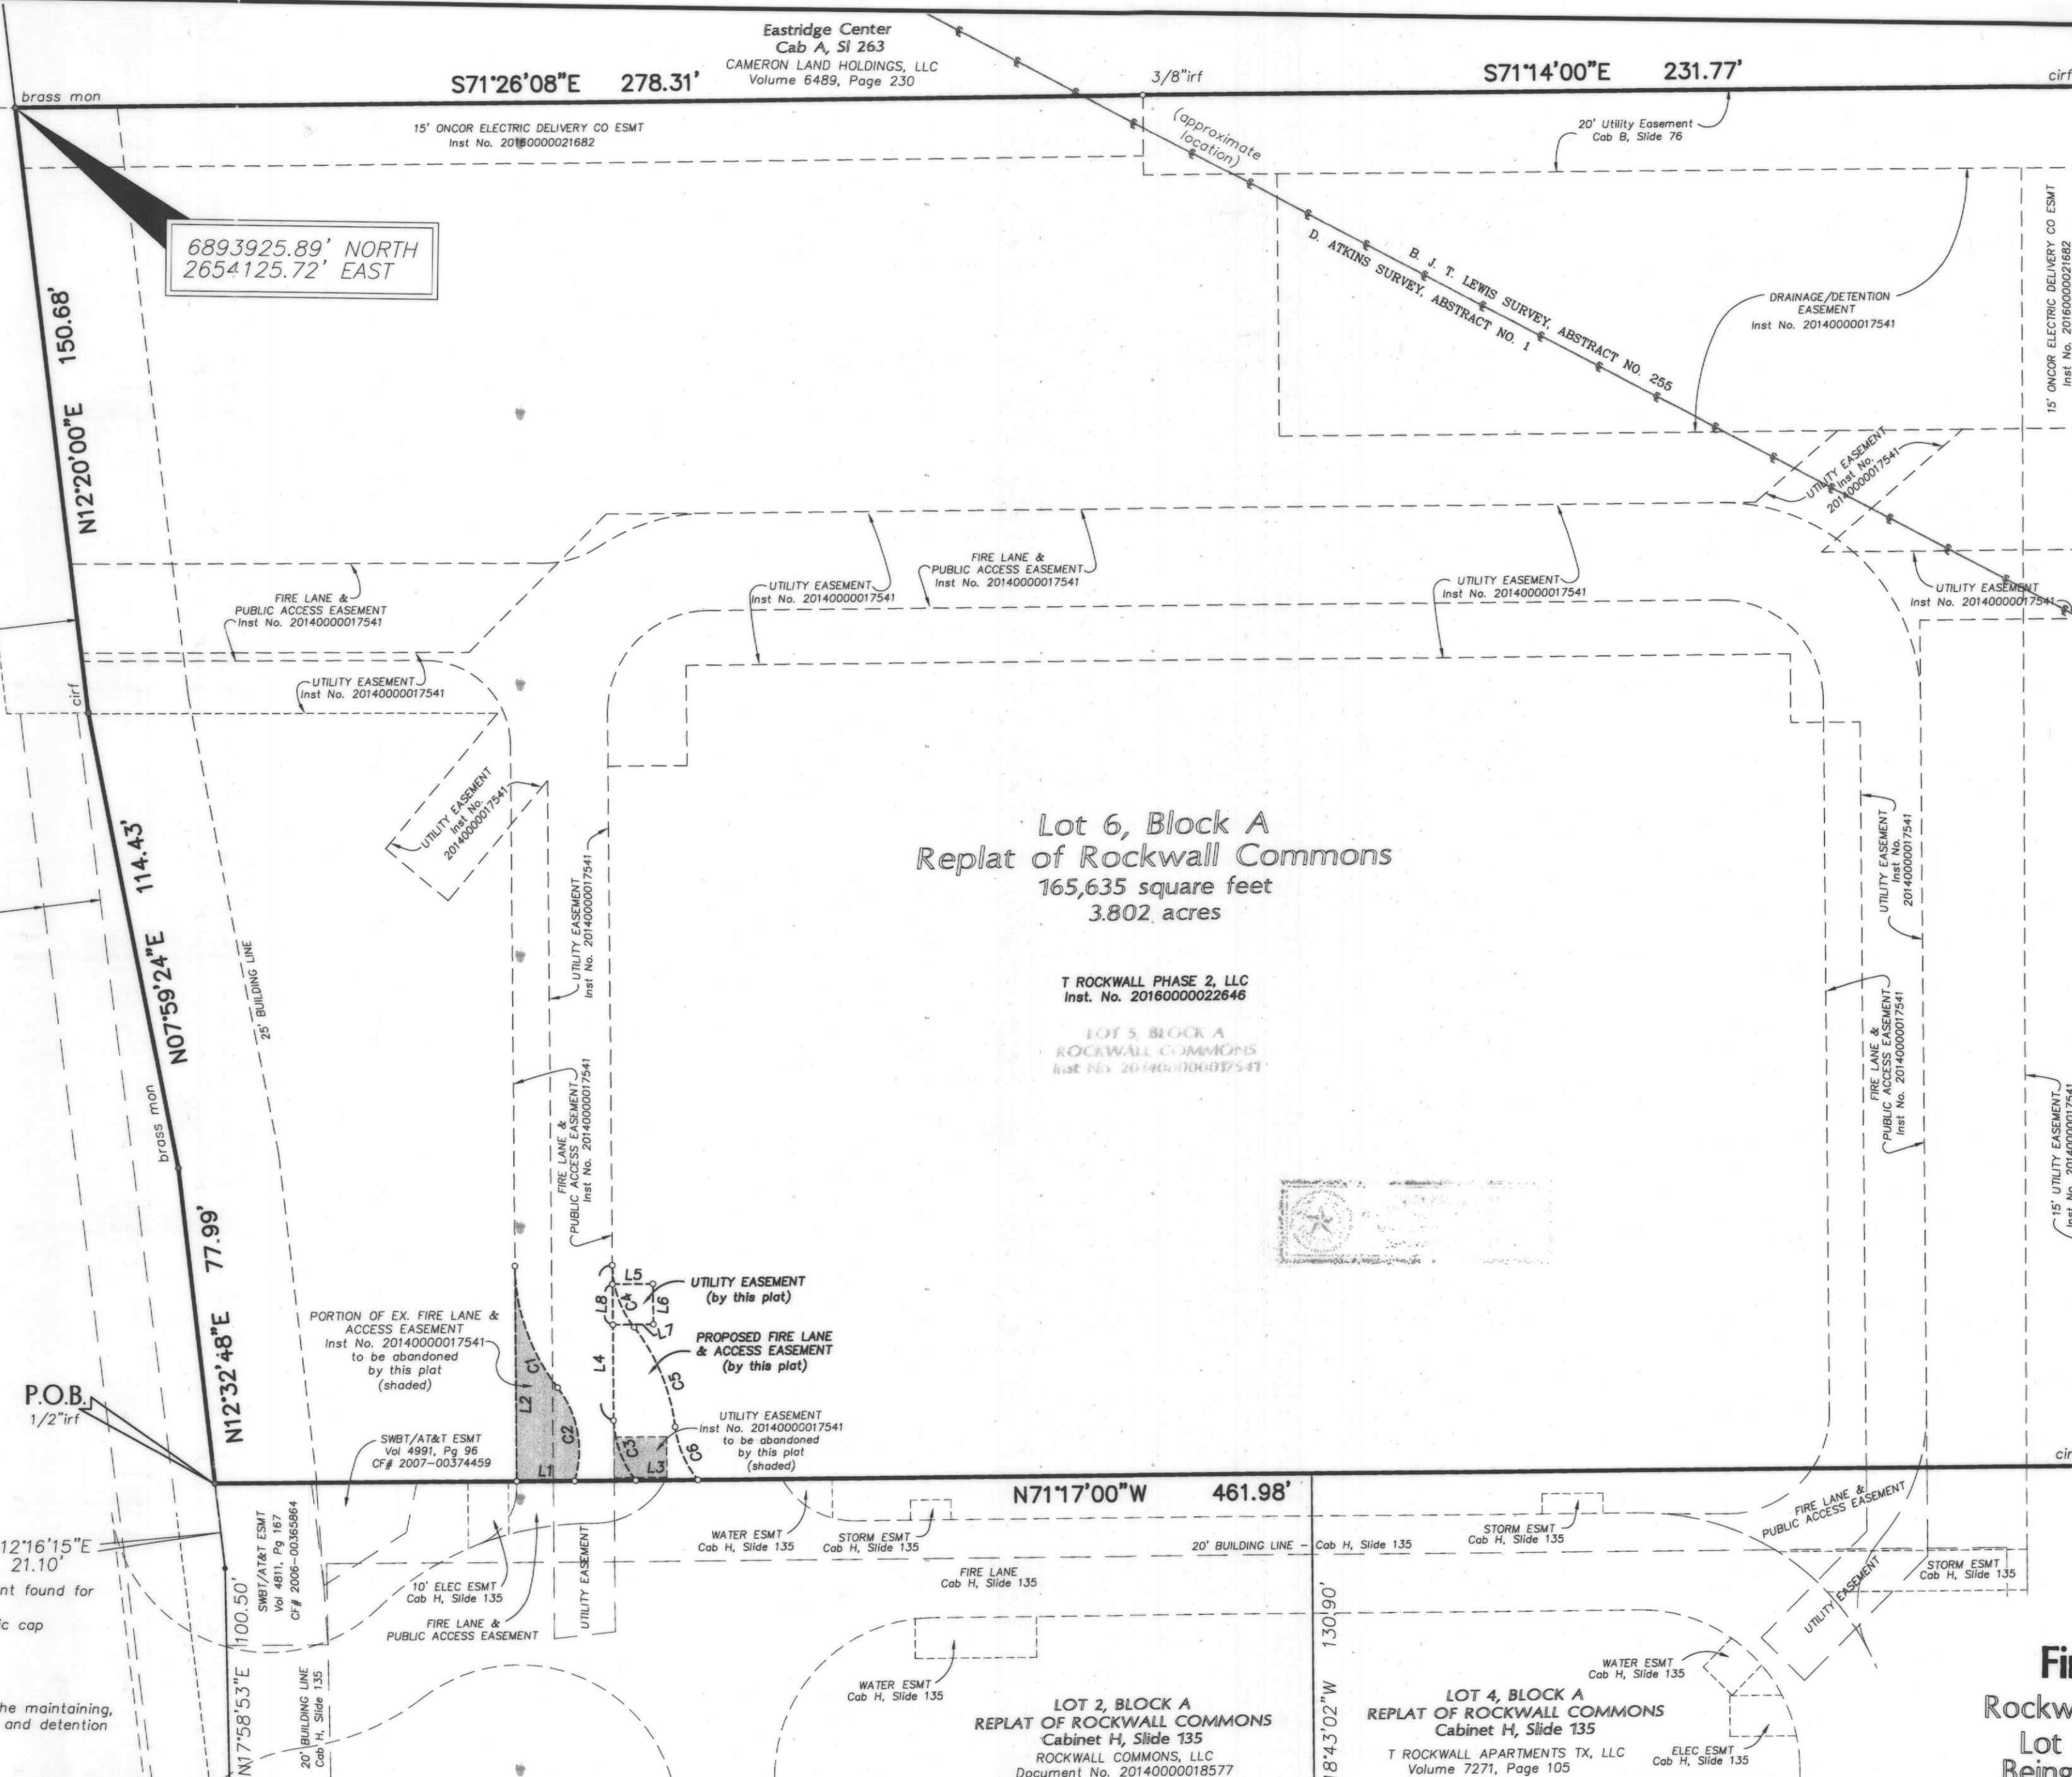 Eastridge Center
Cab A, Sl 263
CAMERON LAND HOLDINGS, LLC
Volume 6489, Page 230
S71°26'08"E 278.31'
3/8"irf
S71°14'00"E 231.77'
cirf
brass mon
15' ONCOR ELECTRIC DELIVERY CO ESMT
Inst No. 20160000021682
(approximate
location)
20' Utility Easement
Cab B, Slide 76
6893925.89' NORTH
2654125.72' EAST
15' ONCOR ELECTRIC DELIVERY CO ESMT
Inst No. 20160000021682
B. J. T. LEWIS SURVEY, ABSTRACT NO. 255
D. ATKINS SURVEY, ABSTRACT NO. 1
DRAINAGE/DETENTION
EASEMENT
Inst No. 20140000017541
N12°20'00"E 150.68'
UTILITY EASEMENT
Inst No.
20140000017541
FIRE LANE &
PUBLIC ACCESS EASEMENT
Inst No. 20140000017541
UTILITY EASEMENT
Inst No. 20140000017541
FIRE LANE &
PUBLIC ACCESS EASEMENT
Inst No. 20140000017541
UTILITY EASEMENT
Inst No. 20140000017541
UTILITY EASEMENT
Inst No. 20140000017541
UTILITY EASEMENT
Inst No. 20140000017541
cirf
UTILITY EASEMENT
Inst No.
20140000017541
N07°59'24"E 114.43'
25' BUILDING LINE
UTILITY EASEMENT
Inst No. 20140000017541
Lot 6, Block A
Replat of Rockwall Commons
165,635 square feet
3.802 acres
T ROCKWALL PHASE 2, LLC
Inst. No. 20160000022646
LOT 5, BLOCK A
ROCKWALL COMMONS
Inst No. 20140000017541
UTILITY EASEMENT
Inst No.
20140000017541
FIRE LANE &
PUBLIC ACCESS EASEMENT
Inst No. 20140000017541
15' UTILITY EASEMENT
Inst No. 20140000017541
brass mon
FIRE LANE &
PUBLIC ACCESS EASEMENT
Inst No. 20140000017541
N12°32'48"E 77.99'
L5
UTILITY EASEMENT
(by this plat)
L8
C4
L6
L7
PORTION OF EX. FIRE LANE &
ACCESS EASEMENT
Inst No. 20140000017541
to be abandoned
by this plat
(shaded)
PROPOSED FIRE LANE
& ACCESS EASEMENT
(by this plat)
L4
C1
L2
C5
C2
UTILITY EASEMENT
Inst No. 20140000017541
to be abandoned
by this plat
(shaded)
C3
C6
L1
L3
P.O.B.
1/2"irf
SWBT/AT&T ESMT
Vol 4991, Pg 96
CF# 2007-00374459
N71°17'00"W 461.98'
cir
12°16'15"E
21.10'
nt found for
c cap
SWBT/AT&T ESMT
Vol 4811, Pg 167
CF# 2006-00365864
10' ELEC ESMT
Cab H, Slide 135
FIRE LANE &
PUBLIC ACCESS EASEMENT
UTILITY EASEMENT
WATER ESMT
Cab H, Slide 135
STORM ESMT
Cab H, Slide 135
20' BUILDING LINE - Cab H, Slide 135
STORM ESMT
Cab H, Slide 135
FIRE LANE &
PUBLIC ACCESS EASEMENT
STORM ESMT
Cab H, Slide 135
FIRE LANE
Cab H, Slide 135
UTILITY EASEMENT
N17°58'53"E 100.50'
20' BUILDING LINE
Cab H, Slide 135
he maintaining,
and detention
WATER ESMT
Cab H, Slide 135
LOT 2, BLOCK A
REPLAT OF ROCKWALL COMMONS
Cabinet H, Slide 135
ROCKWALL COMMONS, LLC
Document No. 20140000018577
18°43'02"W 130.90'
LOT 4, BLOCK A
REPLAT OF ROCKWALL COMMONS
Cabinet H, Slide 135
T ROCKWALL APARTMENTS TX, LLC
Volume 7271, Page 105
WATER ESMT
Cab H, Slide 135
ELEC ESMT
Cab H, Slide 135
Fi
Rockw
Lot
Being